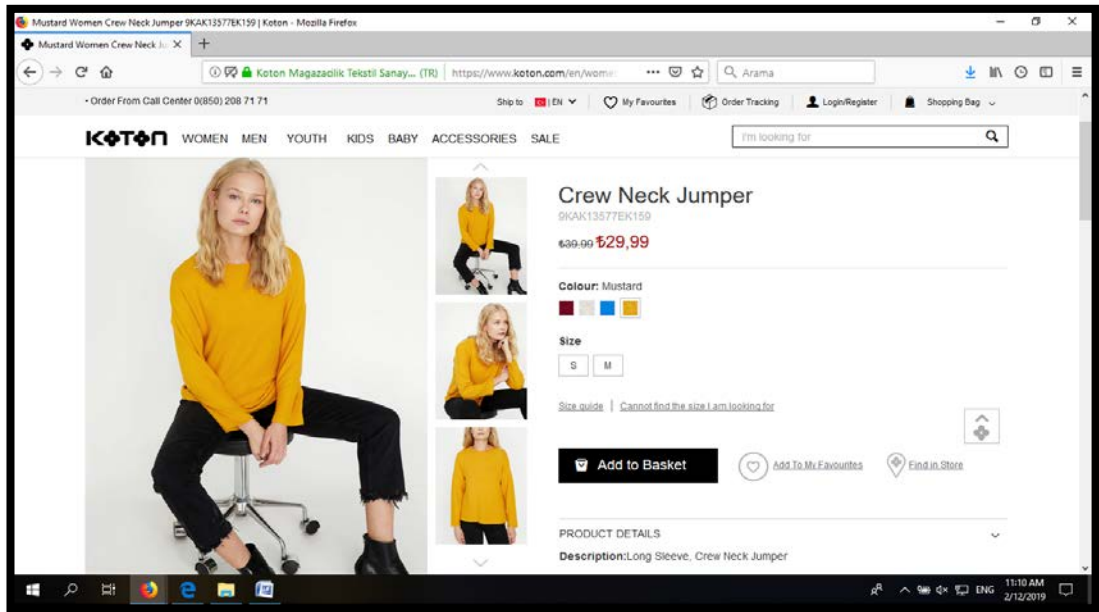 Mustard Women Crew Neck Jumper 9KAK13577EK159 | Koton - Mozilla Firefox
Mustard Women Crew Neck Ju
Koton Magazacilik Tekstil Sanay... (TR) https://www.koton.com/en/wome
Arama
• Order From Call Center 0(850) 208 71 71 Ship to | EN My Favourites Order Tracking Login/Register Shopping Bag
KOTON WOMEN MEN YOUTH KIDS BABY ACCESSORIES SALE I'm looking for
Crew Neck Jumper
9KAK13577EK159
₺39,99 ₺29,99
Colour: Mustard
Size
S M
Size guide | Cannot find the size I am looking for
Add to Basket Add To My Favourites Find in Store
PRODUCT DETAILS
Description:Long Sleeve, Crew Neck Jumper
ENG 11:10 AM
2/12/2019